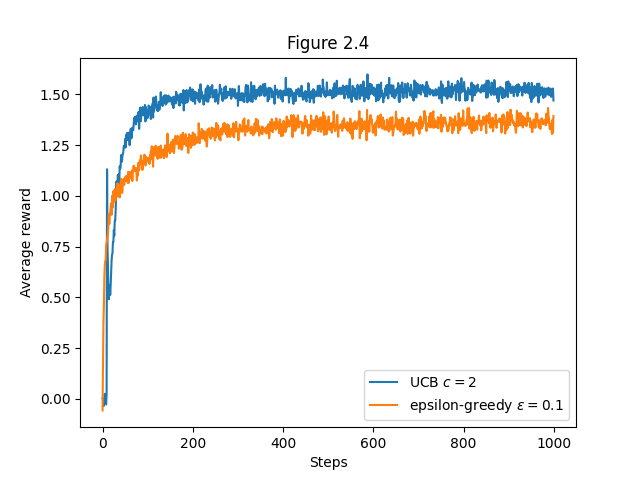 Figure 2.4
Average reward
1.50
1.25
1.00
0.75
0.50
0.25
0.00
0 200 400 600 800 1000
Steps
UCB c = 2
epsilon-greedy ε = 0.1